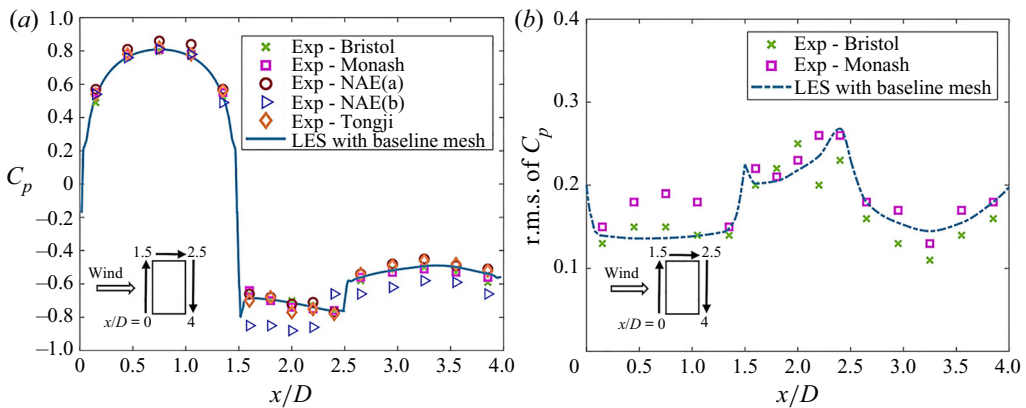 (a)
1.0
0.8
0.6
0.4
0.2
0
−0.2
−0.4
−0.6
−0.8
−1.0
C_p
Exp - Bristol
Exp - Monash
Exp - NAE(a)
Exp - NAE(b)
Exp - Tongji
LES with baseline mesh
1.5
2.5
Wind
x/D = 0
4
0 0.5 1.0 1.5 2.0 2.5 3.0 3.5 4.0
x/D
(b)
0.4
0.3
0.2
0.1
r.m.s. of C_p
Exp - Bristol
Exp - Monash
LES with baseline mesh
1.5
2.5
Wind
x/D = 0
4
0 0.5 1.0 1.5 2.0 2.5 3.0 3.5 4.0
x/D